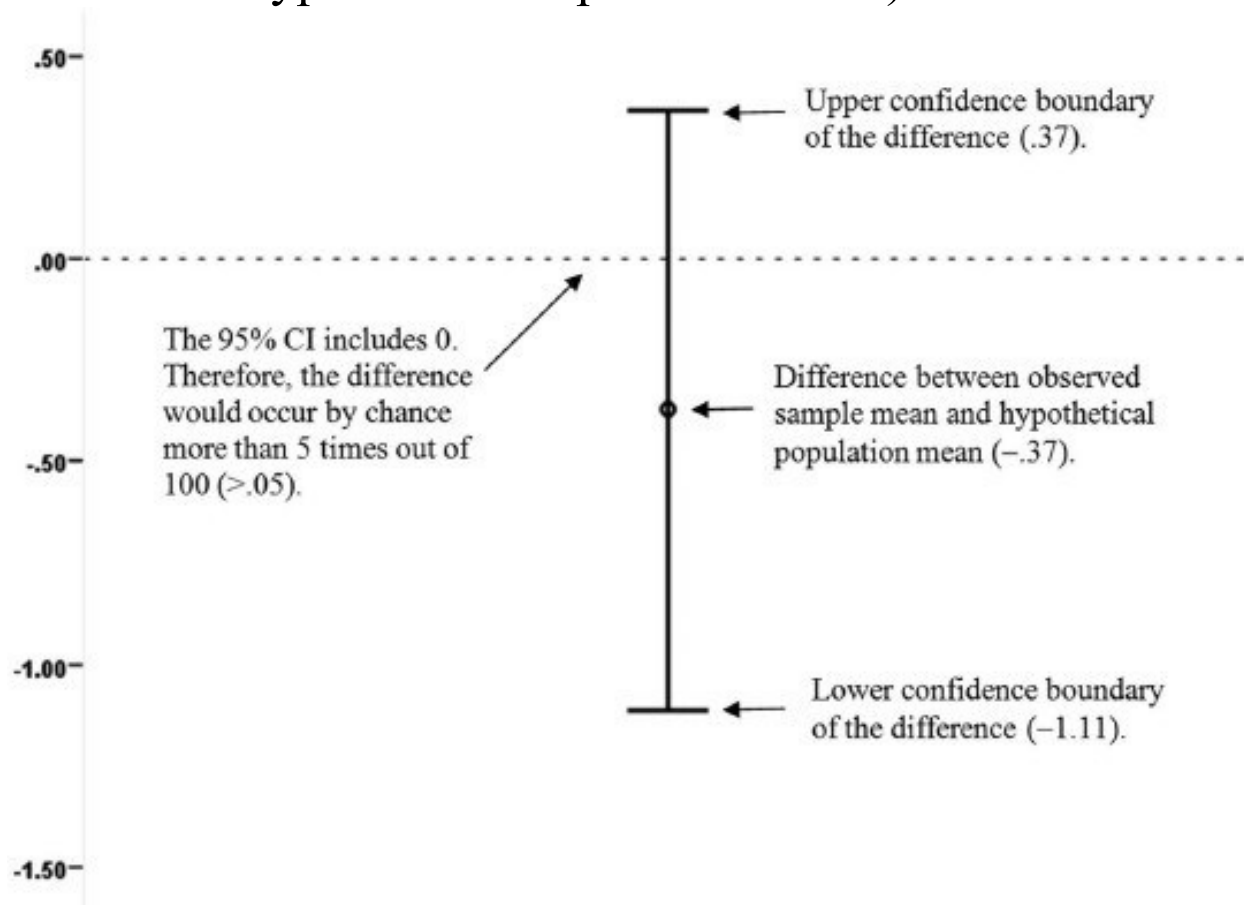 .50
Upper confidence boundary
of the difference (.37).
.00
The 95% CI includes 0.
Therefore, the difference
would occur by chance
more than 5 times out of
100 (>.05).
Difference between observed
sample mean and hypothetical
population mean (–.37).
-.50
-1.00
Lower confidence boundary
of the difference (–1.11).
-1.50